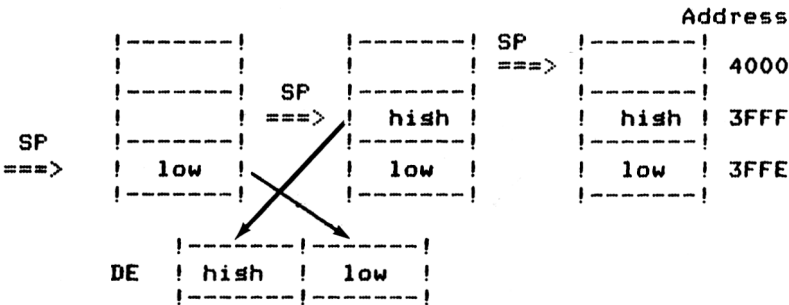 Address
!-------! !-------! SP !-------!
! ! ! ! ===> ! ! 4000
!-------! SP !-------! !-------!
! ! ===> ! high ! ! high ! 3FFF
SP !-------! !-------! !-------!
===> ! low ! ! low ! ! low ! 3FFE
!-------! !-------! !-------!
!-------!-------!
DE ! high ! low !
!-------!-------!